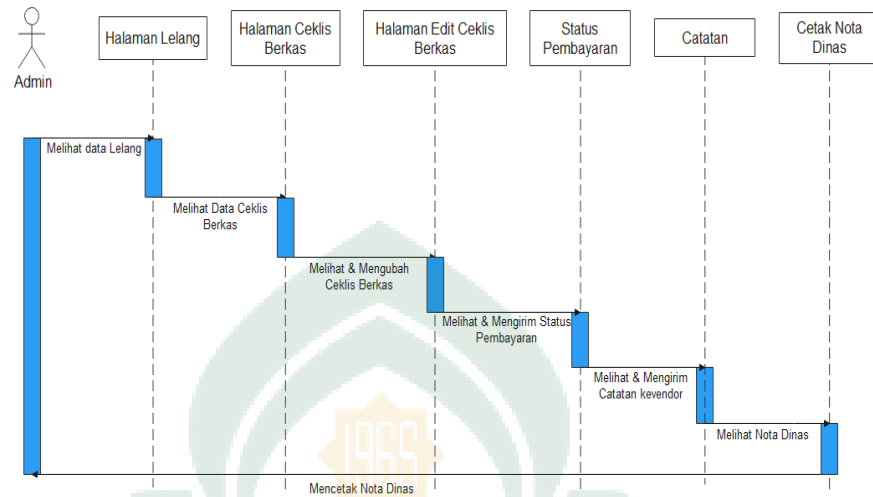 Admin
Halaman Lelang
Halaman Ceklis
Berkas
Halaman Edit Ceklis
Berkas
Status
Pembayaran
Catatan
Cetak Nota
Dinas
Melihat data Lelang
Melihat Data Ceklis
Berkas
Melihat & Mengubah
Ceklis Berkas
Melihat & Mengirim Status
Pembayaran
Melihat & Mengirim
Catatan kevendor
Melihat Nota Dinas
Mencetak Nota Dinas
1965